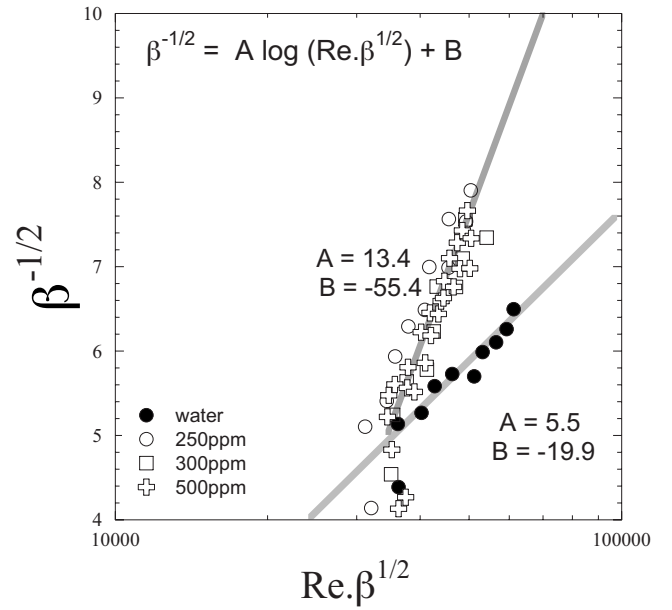 β^-1/2 = A log (Re.β^1/2) + B
10
9
8
7
6
5
4
β^-1/2
A = 13.4
B = -55.4
A = 5.5
B = -19.9
water
250ppm
300ppm
500ppm
10000
100000
Re.β^1/2